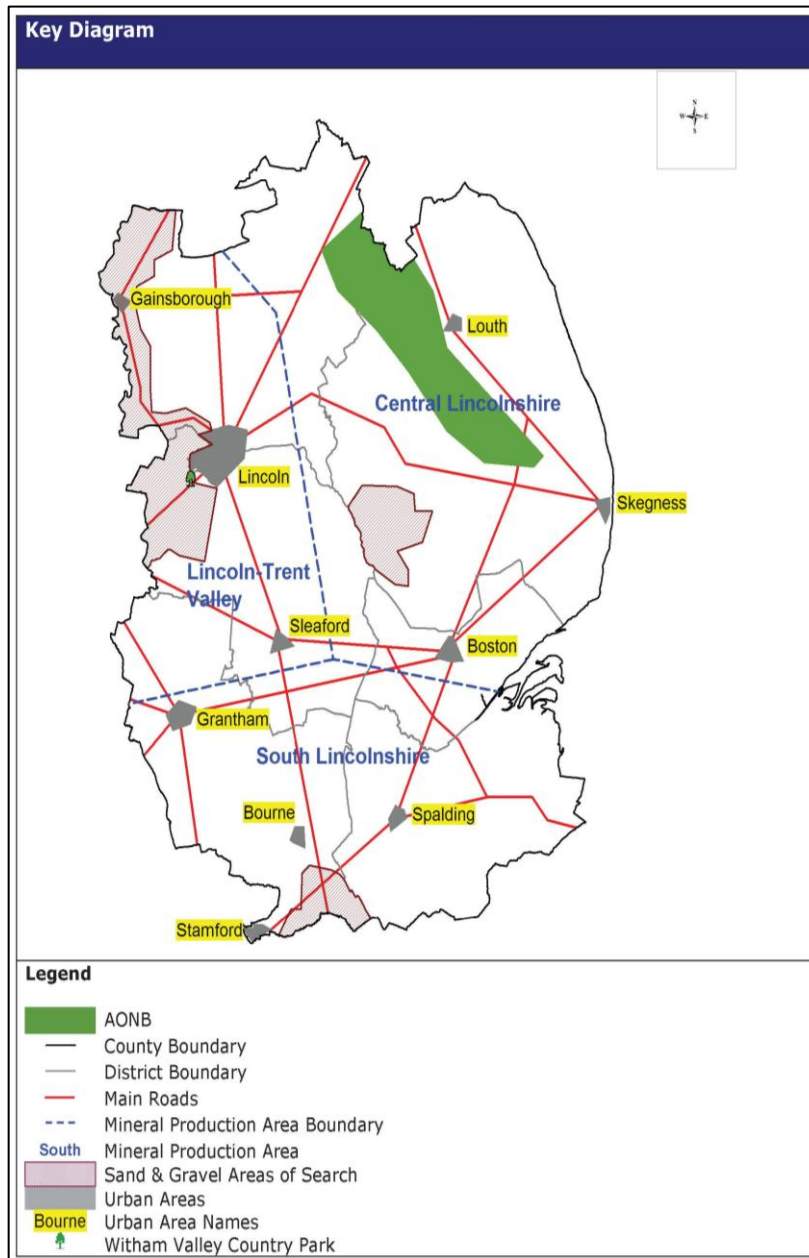 Key Diagram
N
W E
S
Gainsborough
Louth
Central Lincolnshire
Lincoln
Skegness
Lincoln-Trent
Valley
Sleaford
Boston
Grantham
South Lincolnshire
Bourne
Spalding
Stamford
Legend
AONB
County Boundary
District Boundary
Main Roads
Mineral Production Area Boundary
South Mineral Production Area
Sand & Gravel Areas of Search
Urban Areas
Bourne Urban Area Names
Witham Valley Country Park